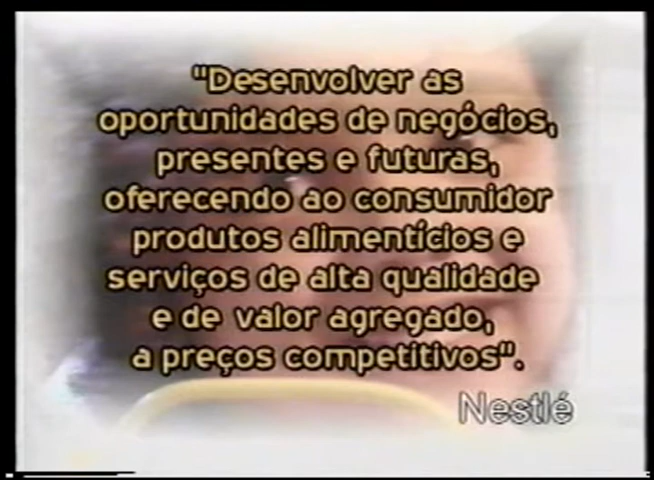 "Desenvolver as
oportunidades de negócios,
presentes e futuras,
oferecendo ao consumidor
produtos alimentícios e
serviços de alta qualidade
e de valor agregado,
a preços competitivos".
Nestlé